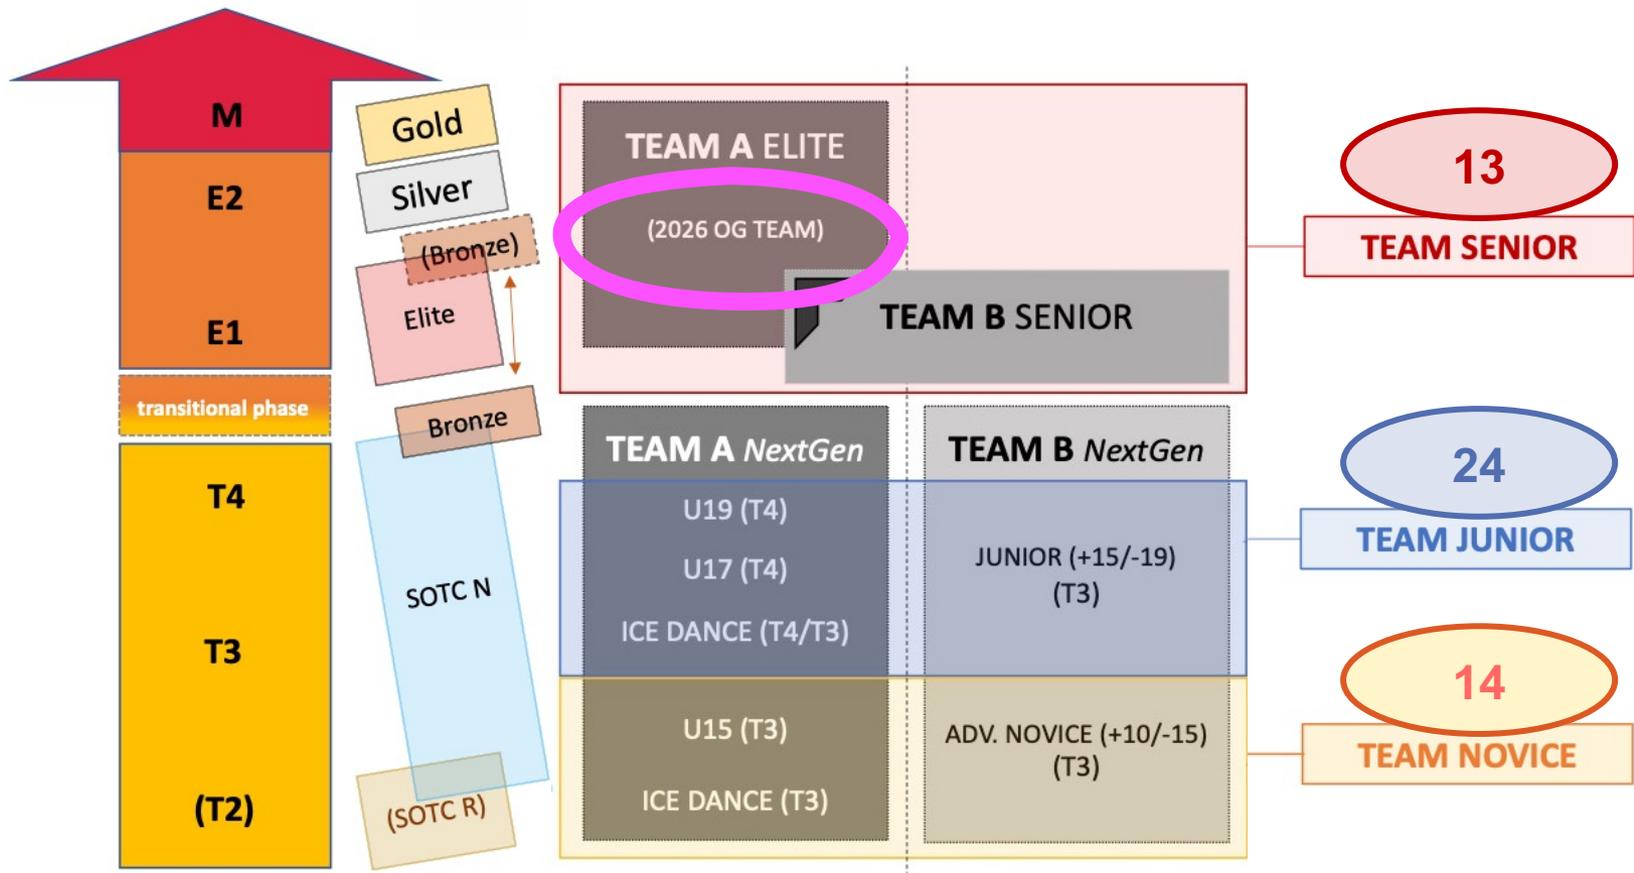 M
E2
E1
transitional phase
T4
T3
(T2)
Gold
Silver
(Bronze)
Elite
Bronze
SOTC N
(SOTC R)
TEAM A ELITE
(2026 OG TEAM)
TEAM B SENIOR
TEAM A NextGen
U19 (T4)
U17 (T4)
ICE DANCE (T4/T3)
U15 (T3)
ICE DANCE (T3)
TEAM B NextGen
JUNIOR (+15/-19)
(T3)
ADV. NOVICE (+10/-15)
(T3)
13
TEAM SENIOR
24
TEAM JUNIOR
14
TEAM NOVICE